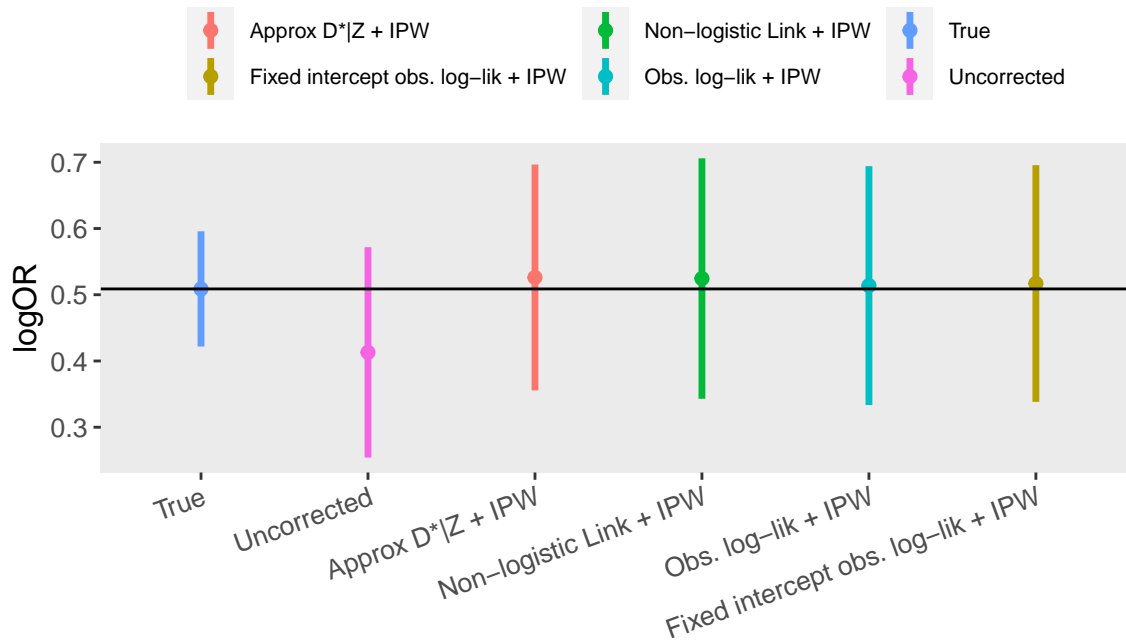 Approx D*|Z + IPW
Non−logistic Link + IPW
True
Fixed intercept obs. log−lik + IPW
Obs. log−lik + IPW
Uncorrected
logOR
0.7
0.6
0.5
0.4
0.3
True
Uncorrected
Approx D*|Z + IPW
Non−logistic Link + IPW
Obs. log−lik + IPW
Fixed intercept obs. log−lik + IPW